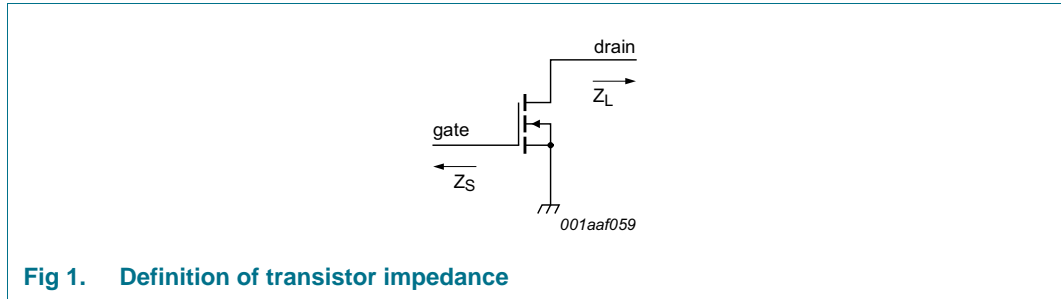 drain
Z_L
gate
Z_S
001aaf059
Fig 1. Definition of transistor impedance